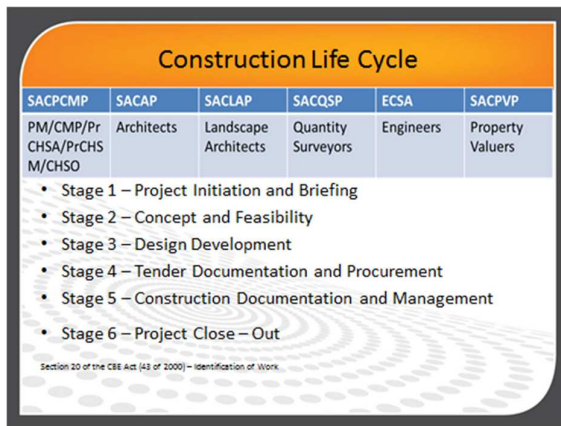 Construction Life Cycle
SACPCMP SACAP SACLAP SACQSP ECSA SACPVP
PM/CMP/Pr Architects Landscape Quantity Engineers Property
CHSA/PrCHS Architects Surveyors Valuers
M/CHSO
• Stage 1 – Project Initiation and Briefing
• Stage 2 – Concept and Feasibility
• Stage 3 – Design Development
• Stage 4 – Tender Documentation and Procurement
• Stage 5 – Construction Documentation and Management
• Stage 6 – Project Close – Out
Section 20 of the CBE Act (43 of 2000) – Identification of Work